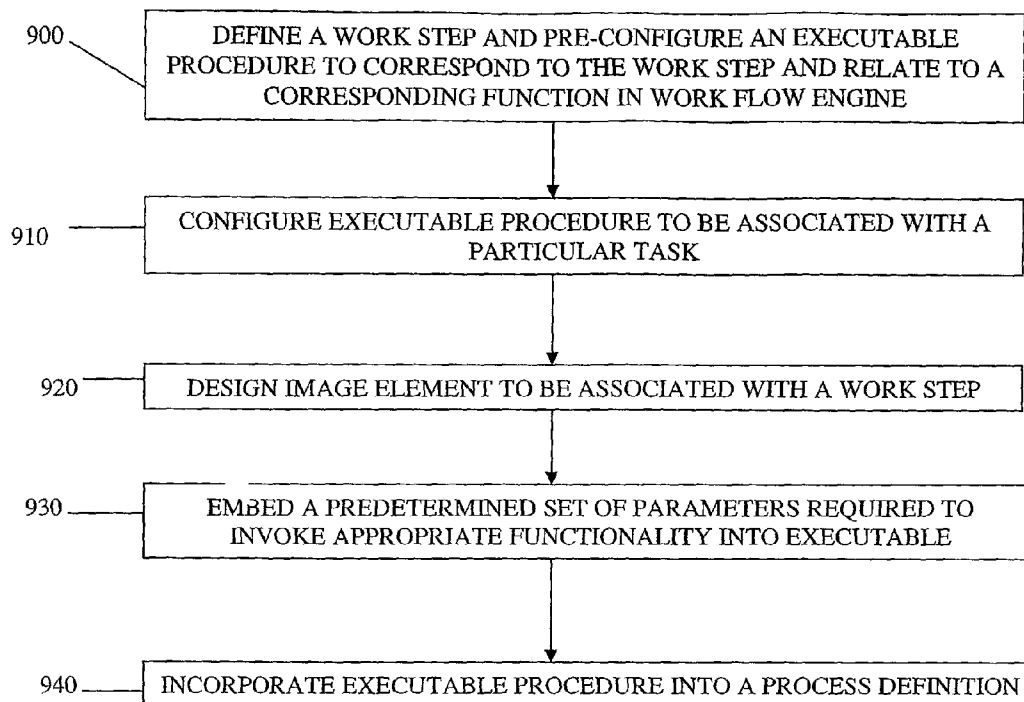 900
DEFINE A WORK STEP AND PRE-CONFIGURE AN EXECUTABLE
PROCEDURE TO CORRESPOND TO THE WORK STEP AND RELATE TO A
CORRESPONDING FUNCTION IN WORK FLOW ENGINE
910
CONFIGURE EXECUTABLE PROCEDURE TO BE ASSOCIATED WITH A
PARTICULAR TASK
920
DESIGN IMAGE ELEMENT TO BE ASSOCIATED WITH A WORK STEP
930
EMBED A PREDETERMINED SET OF PARAMETERS REQUIRED TO
INVOKE APPROPRIATE FUNCTIONALITY INTO EXECUTABLE
940
INCORPORATE EXECUTABLE PROCEDURE INTO A PROCESS DEFINITION